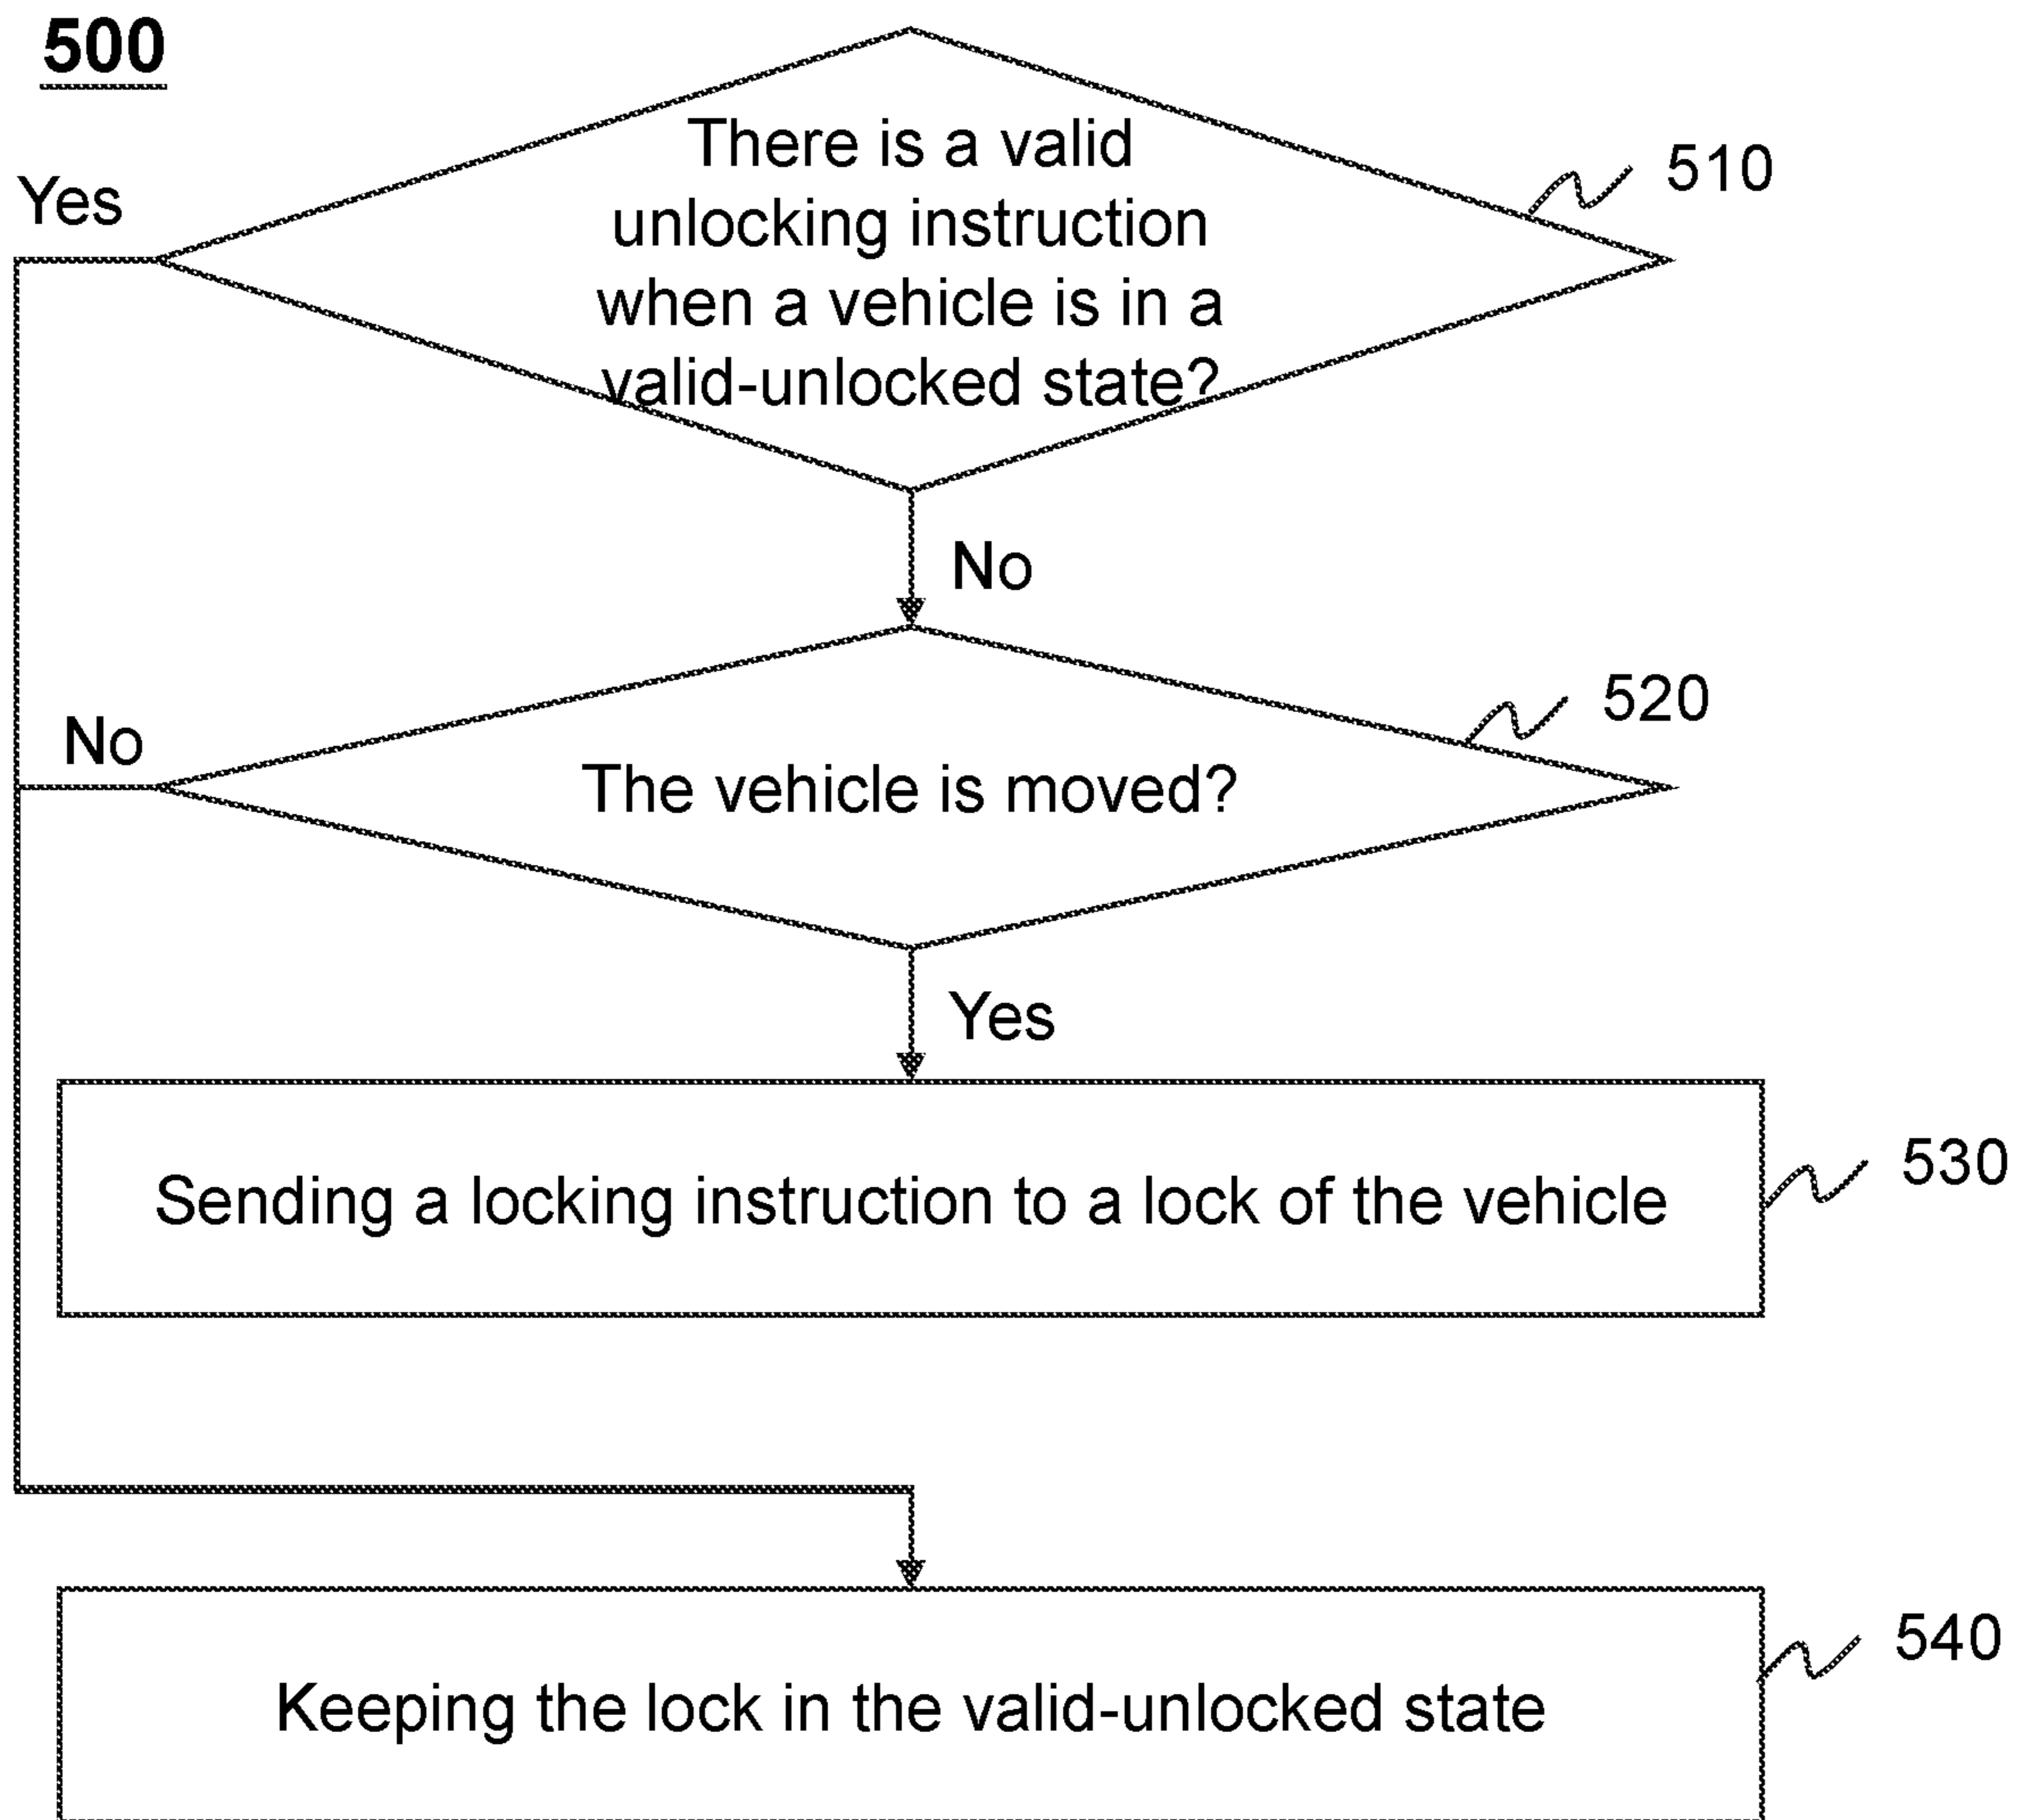 500
There is a valid
unlocking instruction
when a vehicle is in a
valid-unlocked state?
510
Yes
No
The vehicle is moved?
520
No
Yes
Sending a locking instruction to a lock of the vehicle
530
Keeping the lock in the valid-unlocked state
540